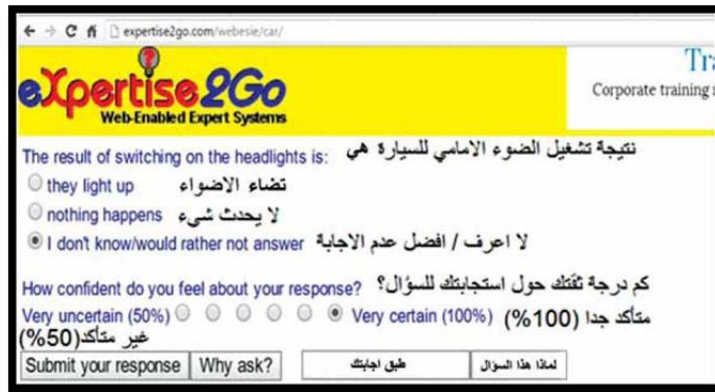 expertise2go.com/webesie/car/
eXpertise2Go
Web-Enabled Expert Systems
Corporate training
The result of switching on the headlights is: نتيجة تشغيل الضوء الامامي للسيارة هي
they light up تضاء الاضواء
nothing happens لا يحدث شيء
I don't know/would rather not answer لا اعرف / افضل عدم الاجابة
How confident do you feel about your response? كم درجة ثقتك حول استجابتك للسؤال؟
Very uncertain (50%) Very certain (100%) متأكد جدا (100%)
غير متأكد(50%)
Submit your response Why ask? طبق اجابتك لماذا هذا السؤال